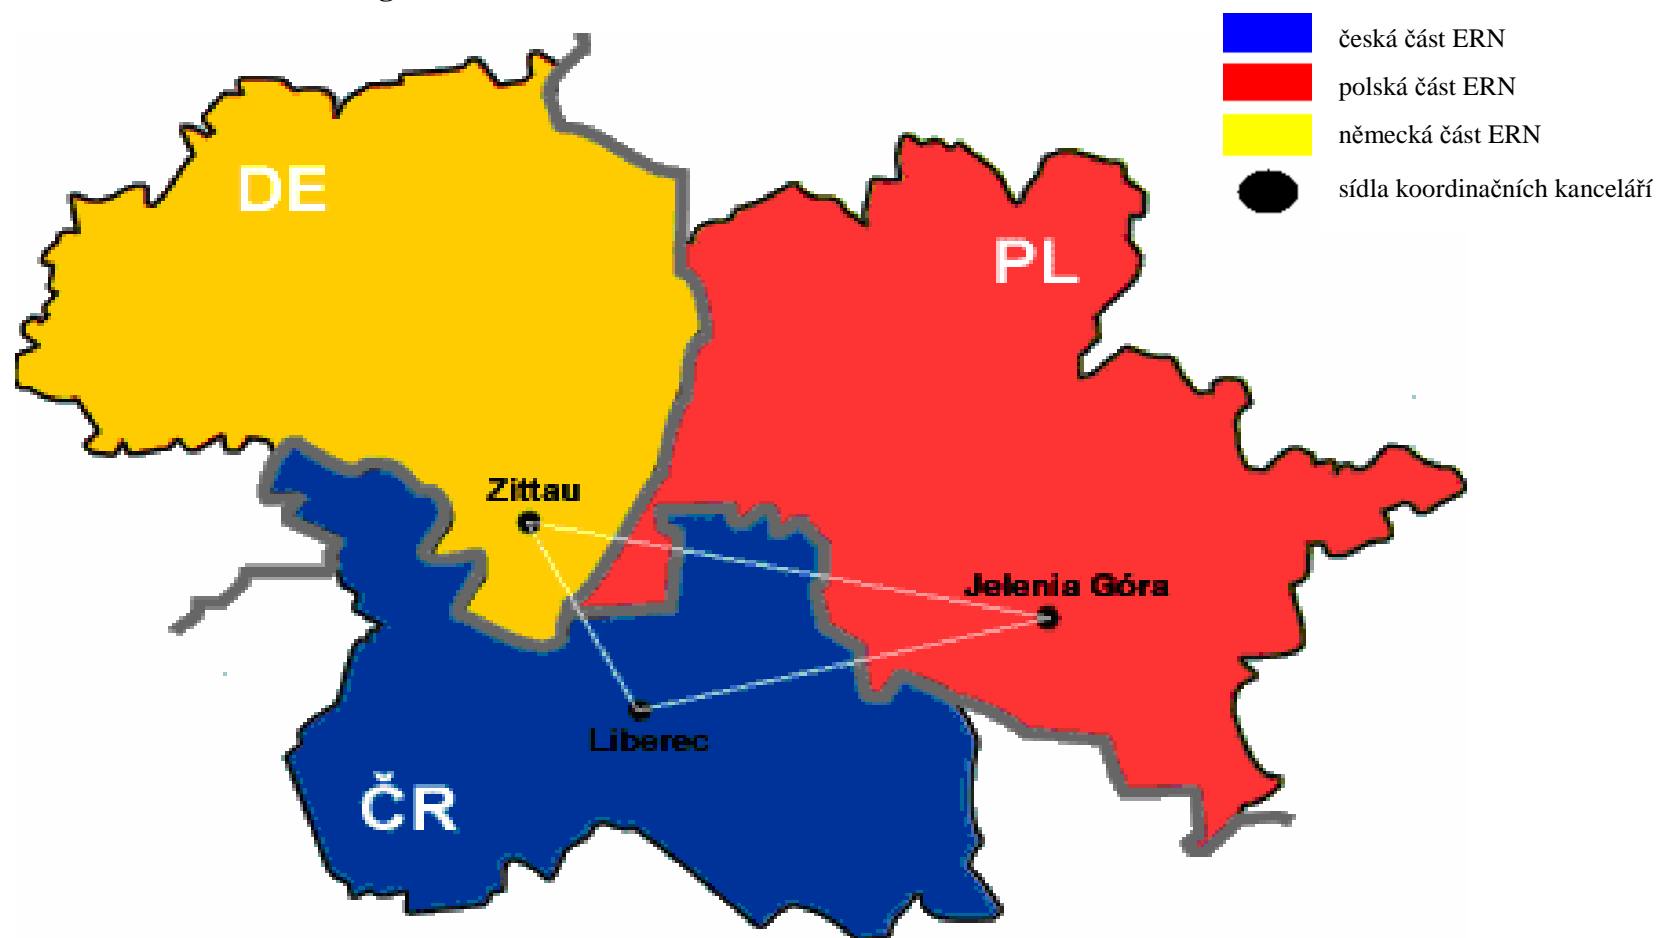 česká část ERN
polská část ERN
německá část ERN
sídla koordinačních kanceláří
DE
PL
Zittau
Jelenia Góra
Liberec
ČR